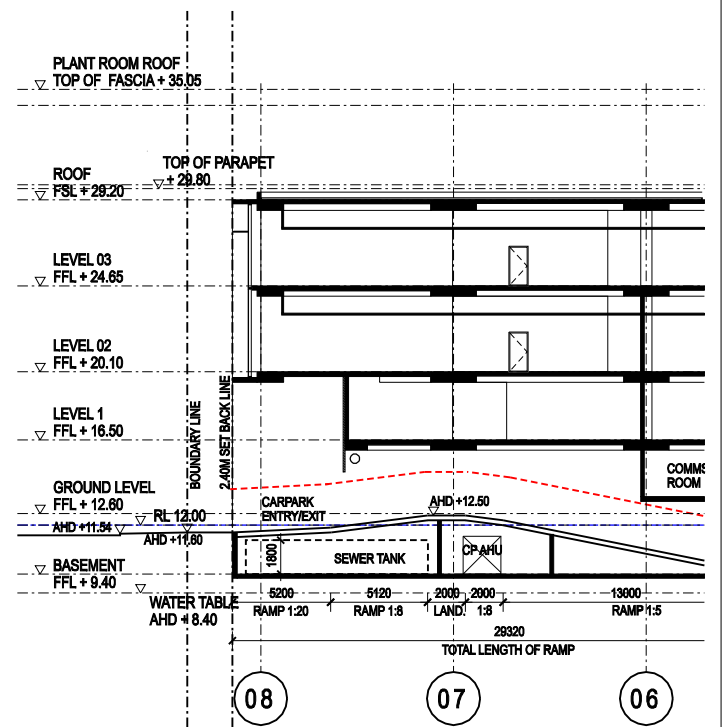 PLANT ROOM ROOF
TOP OF FASCIA + 35.05
TOP OF PARAPET
+ 29.80
ROOF
FSL + 29.20
LEVEL 03
FFL + 24.65
LEVEL 02
FFL + 20.10
LEVEL 1
FFL + 16.50
BOUNDARY LINE
2.40M SET BACK LINE
COMMS
ROOM
GROUND LEVEL
FFL + 12.60
CARPARK
ENTRY/EXIT
AHD +12.50
RL 12.00
AHD +11.54
AHD +11.60
1800
SEWER TANK
CP AHU
BASEMENT
FFL + 9.40
WATER TABLE
AHD + 8.40
5200
5120
2000
2000
13000
RAMP 1:20
RAMP 1:8
LAND.
1:8
RAMP 1:5
29320
TOTAL LENGTH OF RAMP
08
07
06